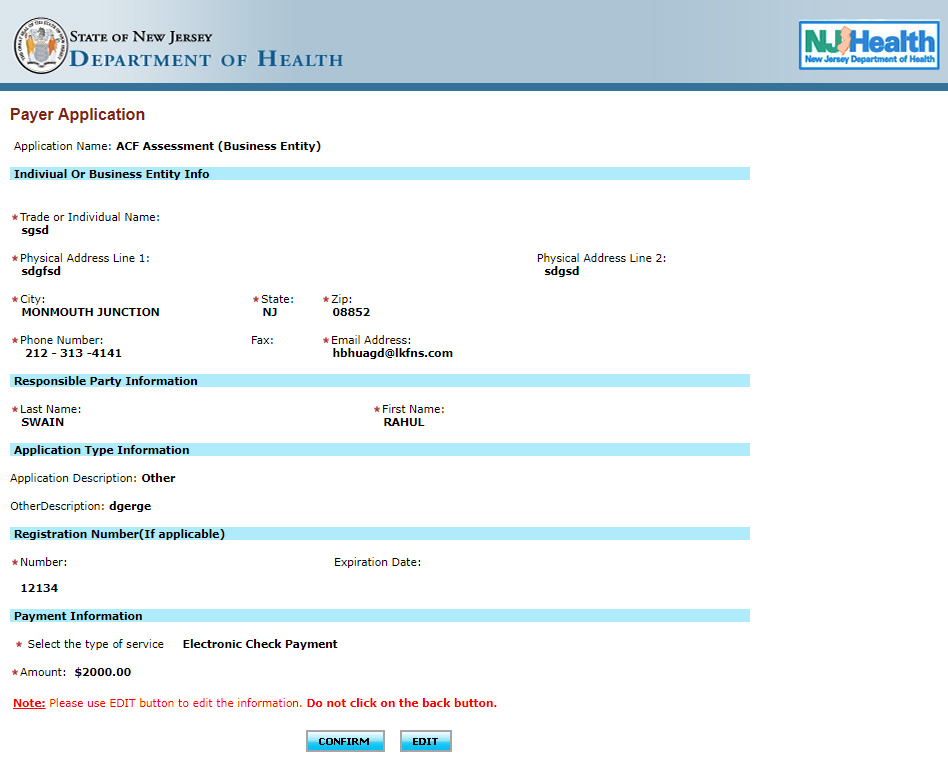 STATE OF NEW JERSEY
DEPARTMENT OF HEALTH
NJHealth
New Jersey Department of Health
Payer Application
Application Name: ACF Assessment (Business Entity)
Indiviual Or Business Entity Info
*Trade or Individual Name:
sgsd
*Physical Address Line 1: Physical Address Line 2:
sdgfsd sdgsd
*City: *State: *Zip:
MONMOUTH JUNCTION NJ 08852
*Phone Number: Fax: *Email Address:
212 - 313 -4141 hbhuagd@lkfns.com
Responsible Party Information
*Last Name: *First Name:
SWAIN RAHUL
Application Type Information
Application Description: Other
OtherDescription: dgerge
Registration Number(If applicable)
*Number: Expiration Date:
12134
Payment Information
* Select the type of service Electronic Check Payment
*Amount: $2000.00
Note: Please use EDIT button to edit the information. Do not click on the back button.
CONFIRM EDIT